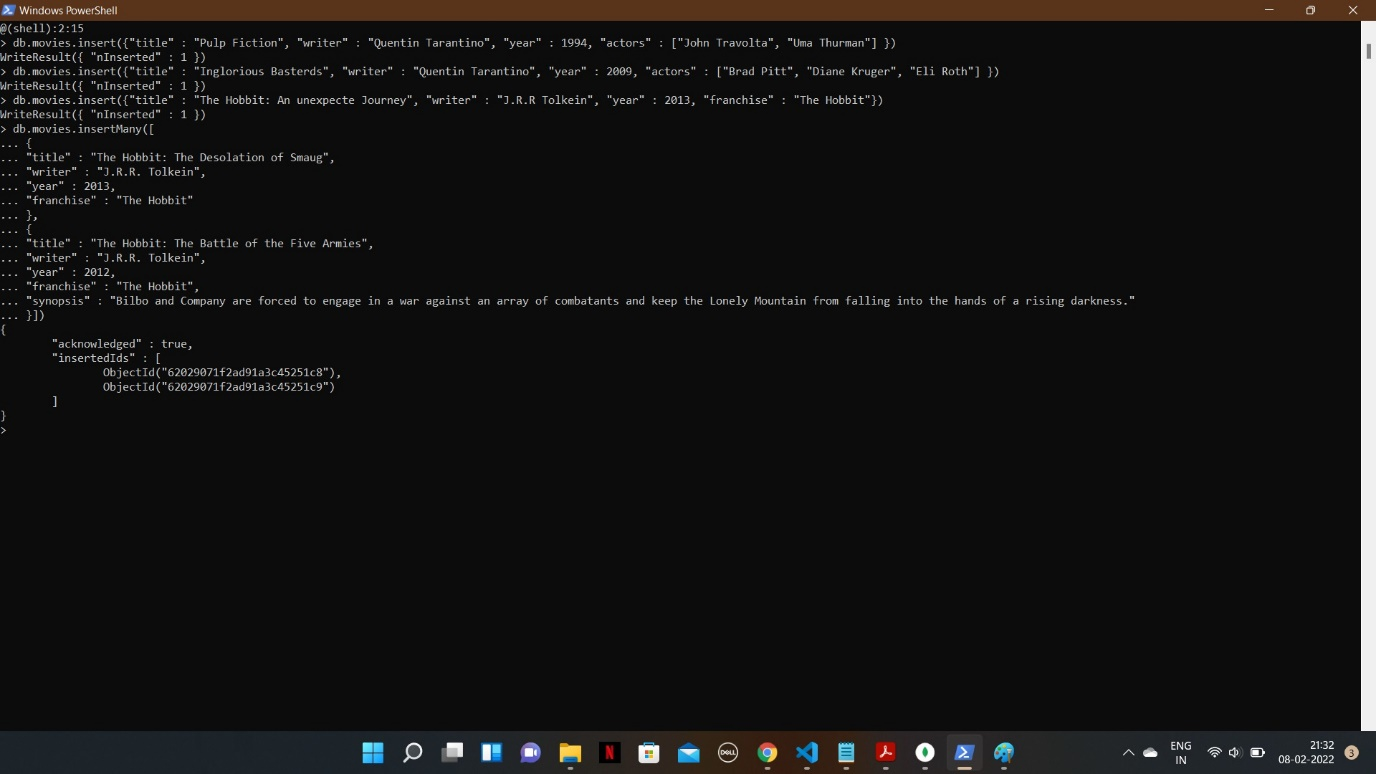 Windows PowerShell
@(shell):2:15
> db.movies.insert({"title" : "Pulp Fiction", "writer" : "Quentin Tarantino", "year" : 1994, "actors" : ["John Travolta", "Uma Thurman"] })
WriteResult({ "nInserted" : 1 })
> db.movies.insert({"title" : "Inglorious Basterds", "writer" : "Quentin Tarantino", "year" : 2009, "actors" : ["Brad Pitt", "Diane Kruger", "Eli Roth"] })
WriteResult({ "nInserted" : 1 })
> db.movies.insert({"title" : "The Hobbit: An unexpecte Journey", "writer" : "J.R.R Tolkein", "year" : 2013, "franchise" : "The Hobbit"})
WriteResult({ "nInserted" : 1 })
> db.movies.insertMany([
... {
... "title" : "The Hobbit: The Desolation of Smaug",
... "writer" : "J.R.R. Tolkein",
... "year" : 2013,
... "franchise" : "The Hobbit"
... },
... {
... "title" : "The Hobbit: The Battle of the Five Armies",
... "writer" : "J.R.R. Tolkein",
... "year" : 2012,
... "franchise" : "The Hobbit",
... "synopsis" : "Bilbo and Company are forced to engage in a war against an array of combatants and keep the Lonely Mountain from falling into the hands of a rising darkness."
... }])
{
"acknowledged" : true,
"insertedIds" : [
ObjectId("62029071f2ad91a3c45251c8"),
ObjectId("62029071f2ad91a3c45251c9")
]
}
>
N
DELL
ENG
IN
21:32
08-02-2022
3